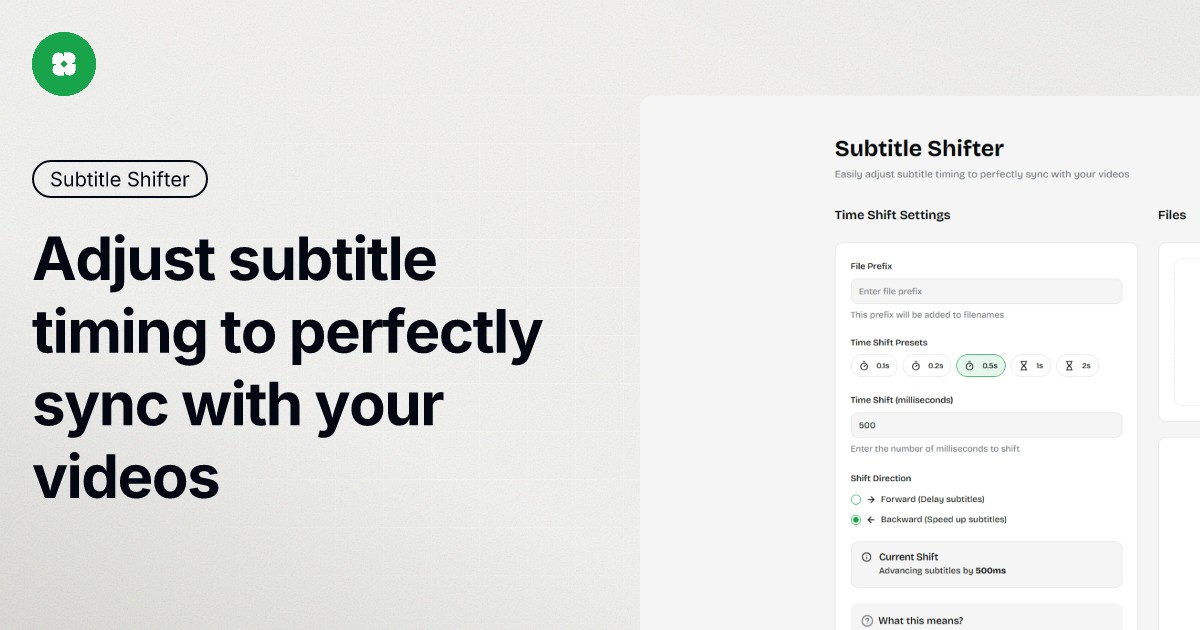 Subtitle Shifter
Adjust subtitle
timing to perfectly
sync with your
videos
Subtitle Shifter
Easily adjust subtitle timing to perfectly sync with your videos
Time Shift Settings
File Prefix
Enter file prefix
This prefix will be added to filenames
Time Shift Presets
0.1s 0.2s 0.5s 1s 2s
Time Shift (milliseconds)
500
Enter the number of milliseconds to shift
Shift Direction
→ Forward (Delay subtitles)
← Backward (Speed up subtitles)
Current Shift
Advancing subtitles by 500ms
What this means?
Files